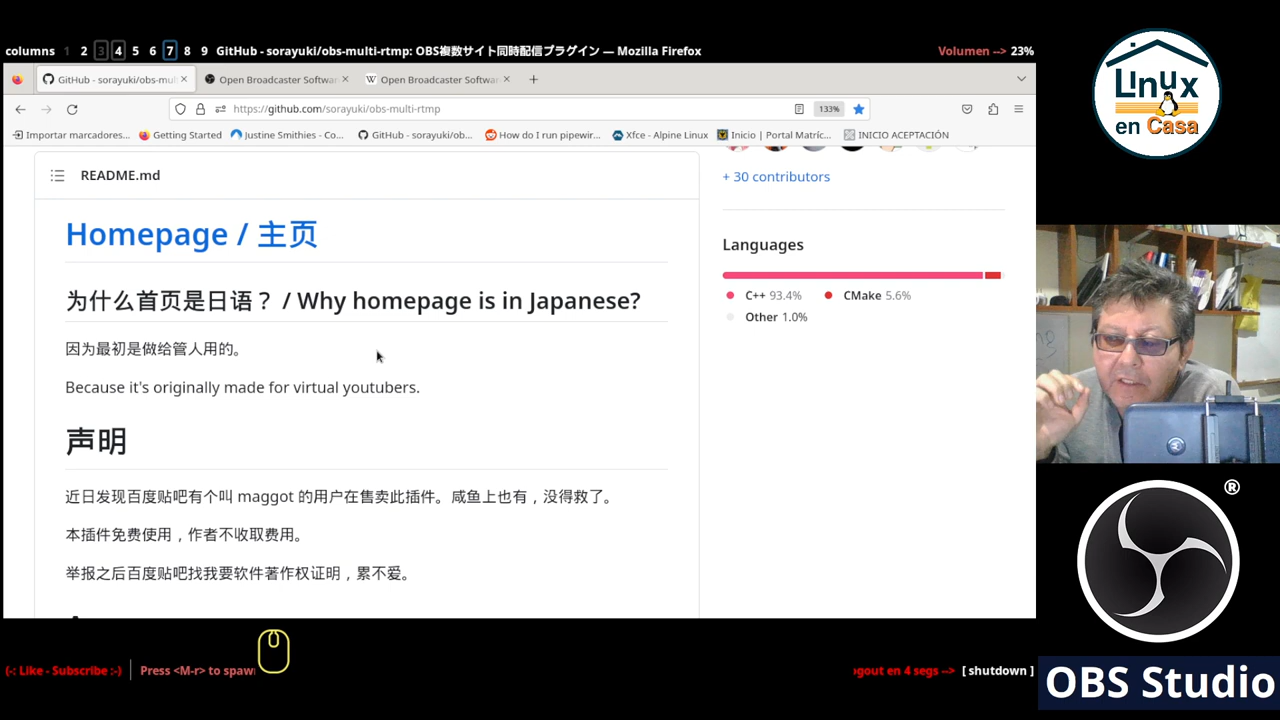 columns 1 2 3 4 5 6 7 8 9 GitHub - sorayuki/obs-multi-rtmp: OBS複数サイト同時配信プラグイン — Mozilla Firefox
Volumen --> 23%
GitHub - sorayuki/obs-mul
Open Broadcaster Softwar
Open Broadcaster Softwar
https://github.com/sorayuki/obs-multi-rtmp
133%
Importar marcadores...
Getting Started
Justine Smithies - Co...
GitHub - sorayuki/ob...
How do I run pipewir...
Xfce - Alpine Linux
Inicio | Portal Matríc...
INICIO ACEPTACIÓN
README.md
Homepage / 主页
为什么首页是日语？ / Why homepage is in Japanese?
因为最初是做给管人用的。
Because it's originally made for virtual youtubers.
声明
近日发现百度贴吧有个叫 maggot 的用户在售卖此插件。咸鱼上也有，没得救了。
本插件免费使用，作者不收取费用。
举报之后百度贴吧找我要软件著作权证明，累不爱。
+ 30 contributors
Languages
C++ 93.4%
CMake 5.6%
Other 1.0%
Linux
en Casa
®
OBS Studio
(-: Like - Subscribe :-)
Press <M-r> to spaw
gout en 4 segs -->
[ shutdown ]